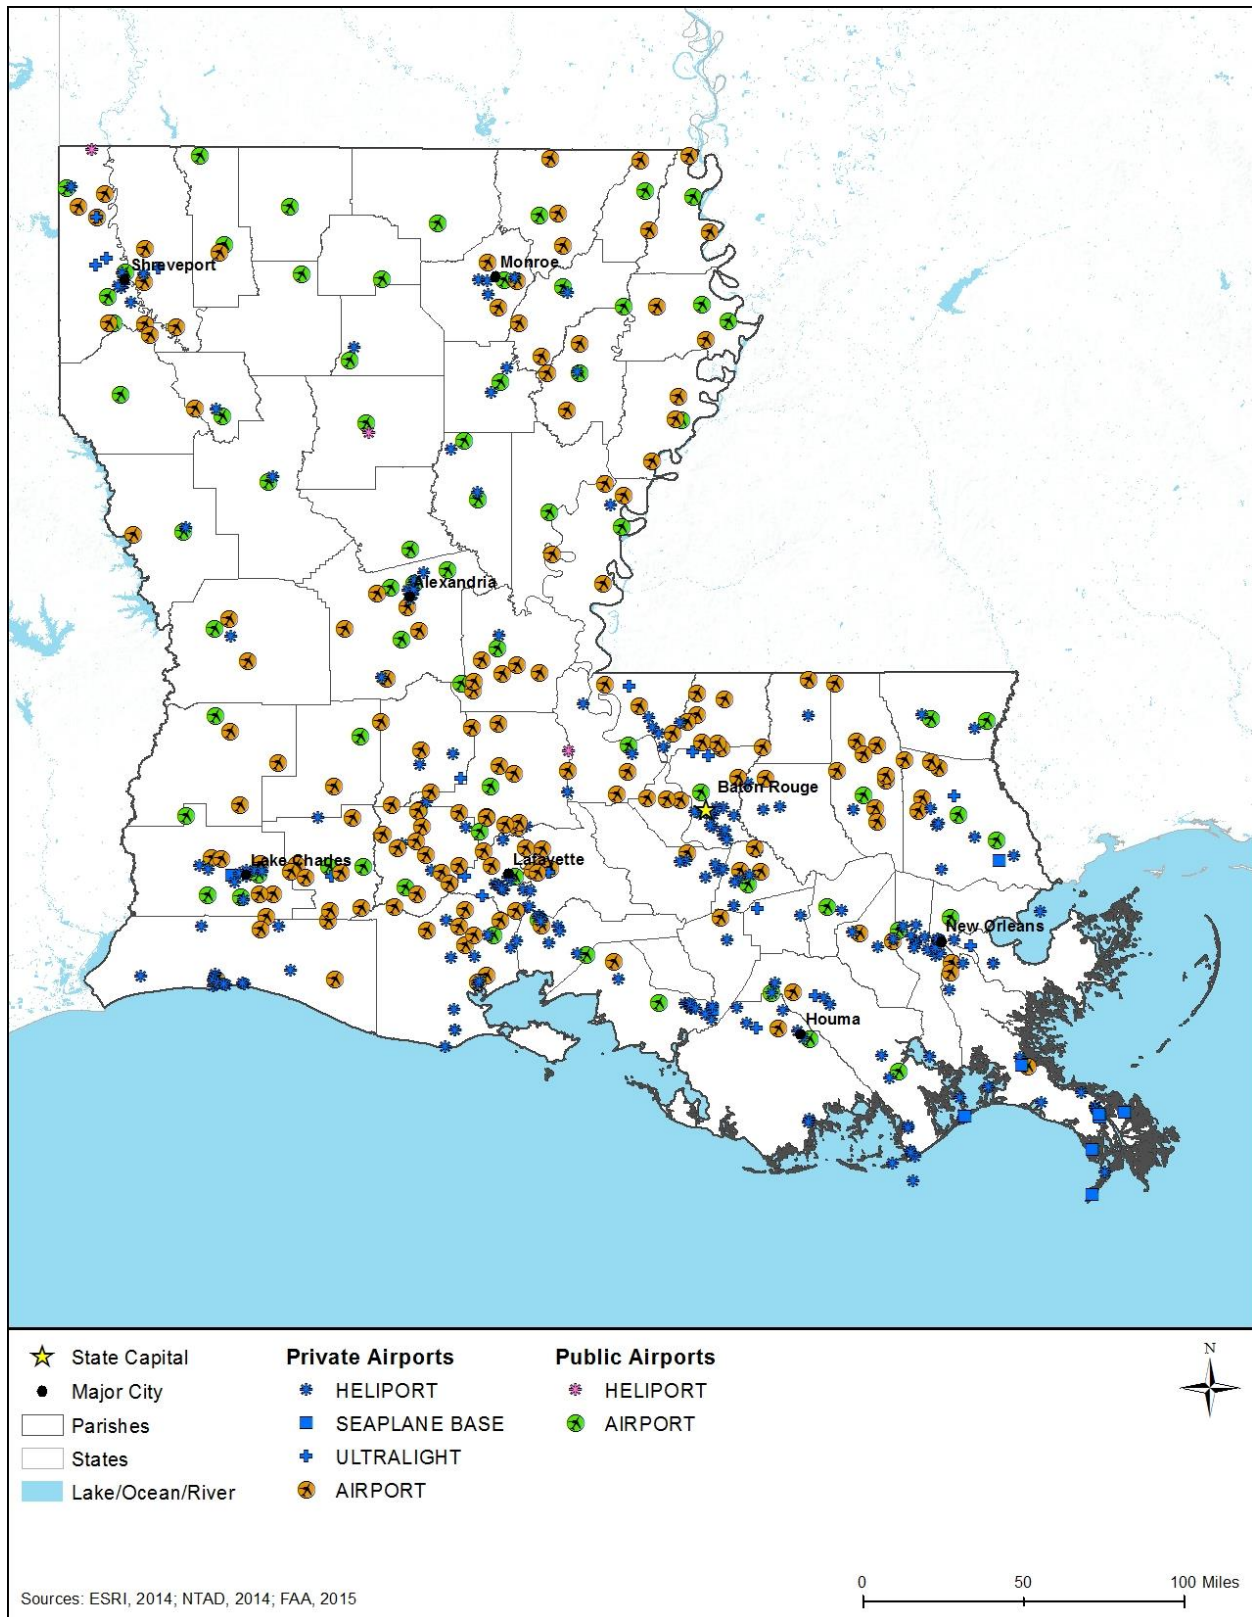 Shreveport
Monroe
Alexandria
Baton Rouge
Lake Charles
Lafayette
New Orleans
Houma
State Capital
Major City
Parishes
States
Lake/Ocean/River
Private Airports
HELIPORT
SEAPLANE BASE
ULTRALIGHT
AIRPORT
Public Airports
HELIPORT
AIRPORT
N
0 50 100 Miles
Sources: ESRI, 2014; NTAD, 2014; FAA, 2015